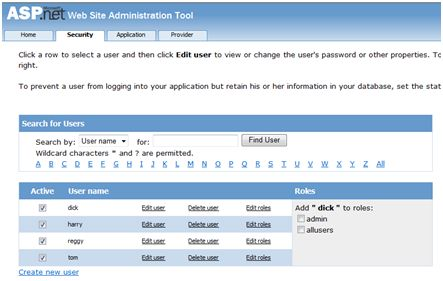 Microsoft
ASP.net Web Site Administration Tool
Home Security Application Provider
Click a row to select a user and then click Edit user to view or change the user's password or other properties. To
right.
To prevent a user from logging into your application but retain his or her information in your database, set the stat
Search for Users
Search by: User name for: Find User
Wildcard characters * and ? are permitted.
A B C D E F G H I J K L M N O P Q R S T U V W X Y Z All
Active User name Roles
dick Edit user Delete user Edit roles Add " dick " to roles:
admin
harry Edit user Delete user Edit roles allusers
reggy Edit user Delete user Edit roles
tom Edit user Delete user Edit roles
Create new user